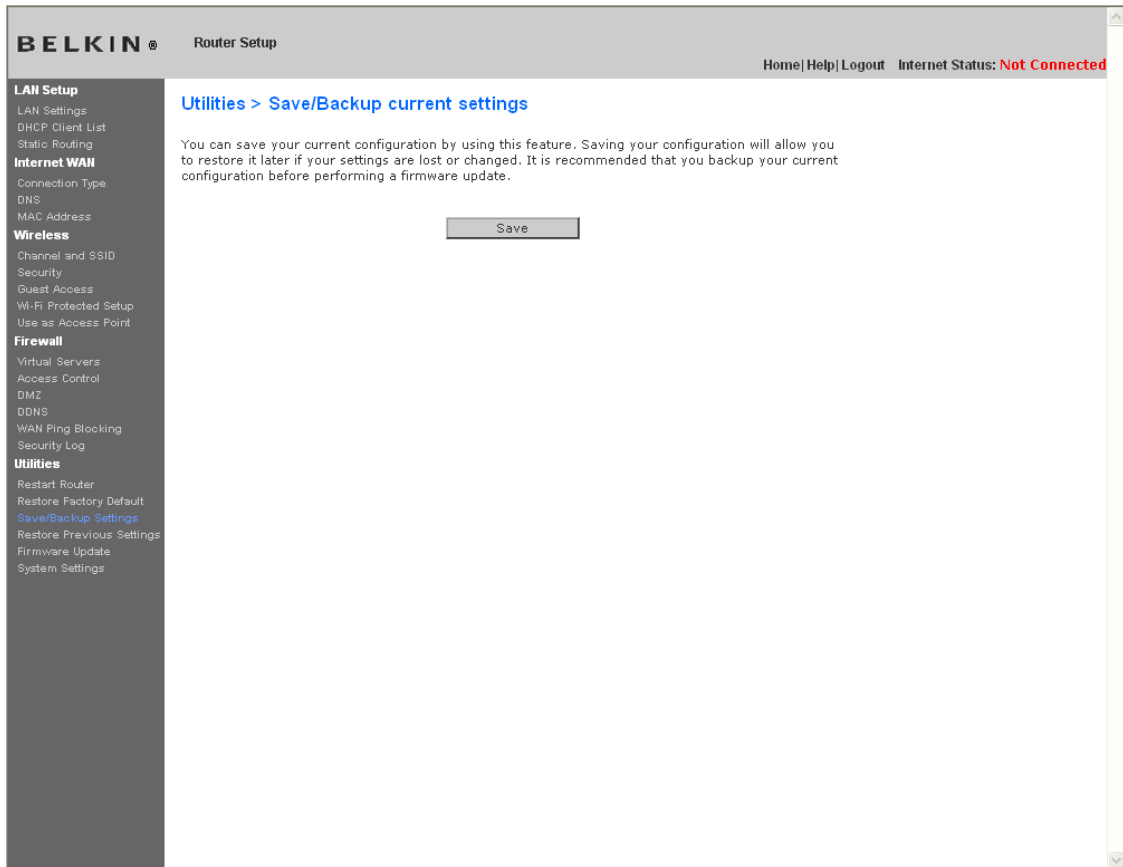 BELKIN®
Router Setup
Home|Help|Logout Internet Status: Not Connected
LAN Setup
LAN Settings
DHCP Client List
Static Routing
Internet WAN
Connection Type
DNS
MAC Address
Wireless
Channel and SSID
Security
Guest Access
Wi-Fi Protected Setup
Use as Access Point
Firewall
Virtual Servers
Access Control
DMZ
DDNS
WAN Ping Blocking
Security Log
Utilities
Restart Router
Restore Factory Default
Save/Backup Settings
Restore Previous Settings
Firmware Update
System Settings
Utilities > Save/Backup current settings
You can save your current configuration by using this feature. Saving your configuration will allow you
to restore it later if your settings are lost or changed. It is recommended that you backup your current
configuration before performing a firmware update.
Save